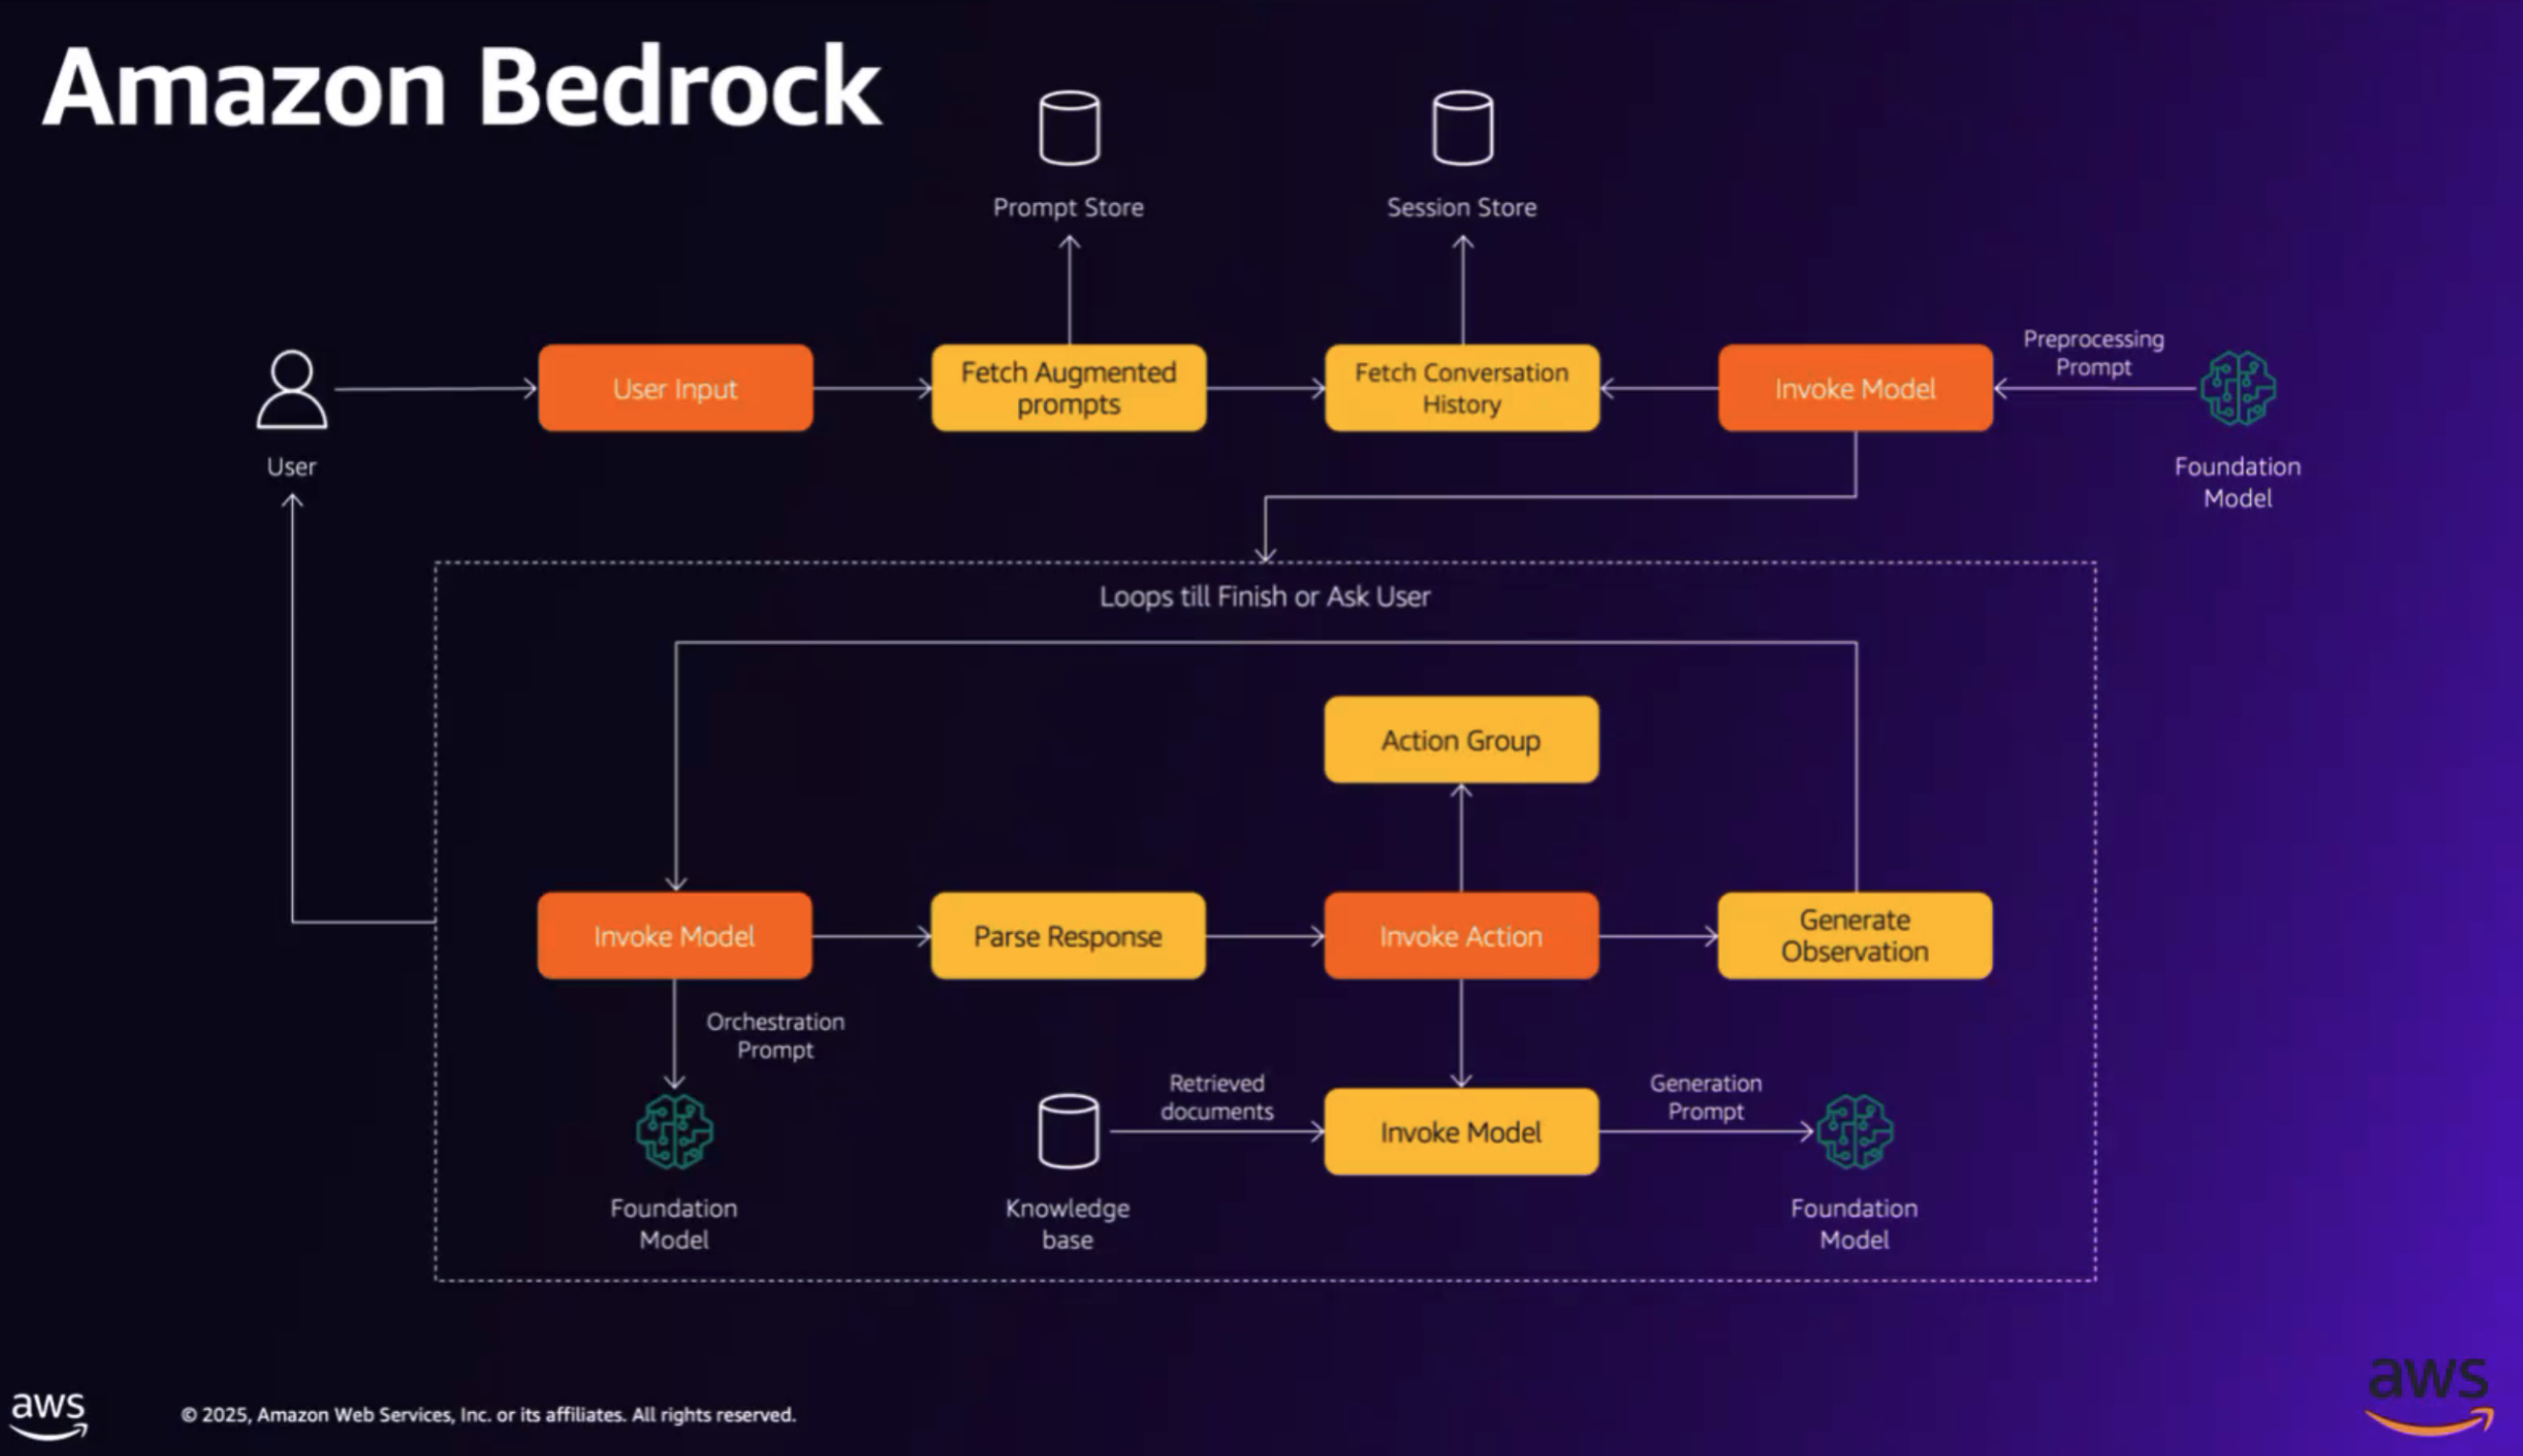 Amazon Bedrock
Prompt Store
Session Store
User
User Input
Fetch Augmented
prompts
Fetch Conversation
History
Invoke Model
Preprocessing
Prompt
Foundation
Model
Loops till Finish or Ask User
Action Group
Invoke Model
Parse Response
Invoke Action
Generate
Observation
Orchestration
Prompt
Foundation
Model
Knowledge
base
Retrieved
documents
Invoke Model
Generation
Prompt
Foundation
Model
aws
© 2025, Amazon Web Services, Inc. or its affiliates. All rights reserved.
aws